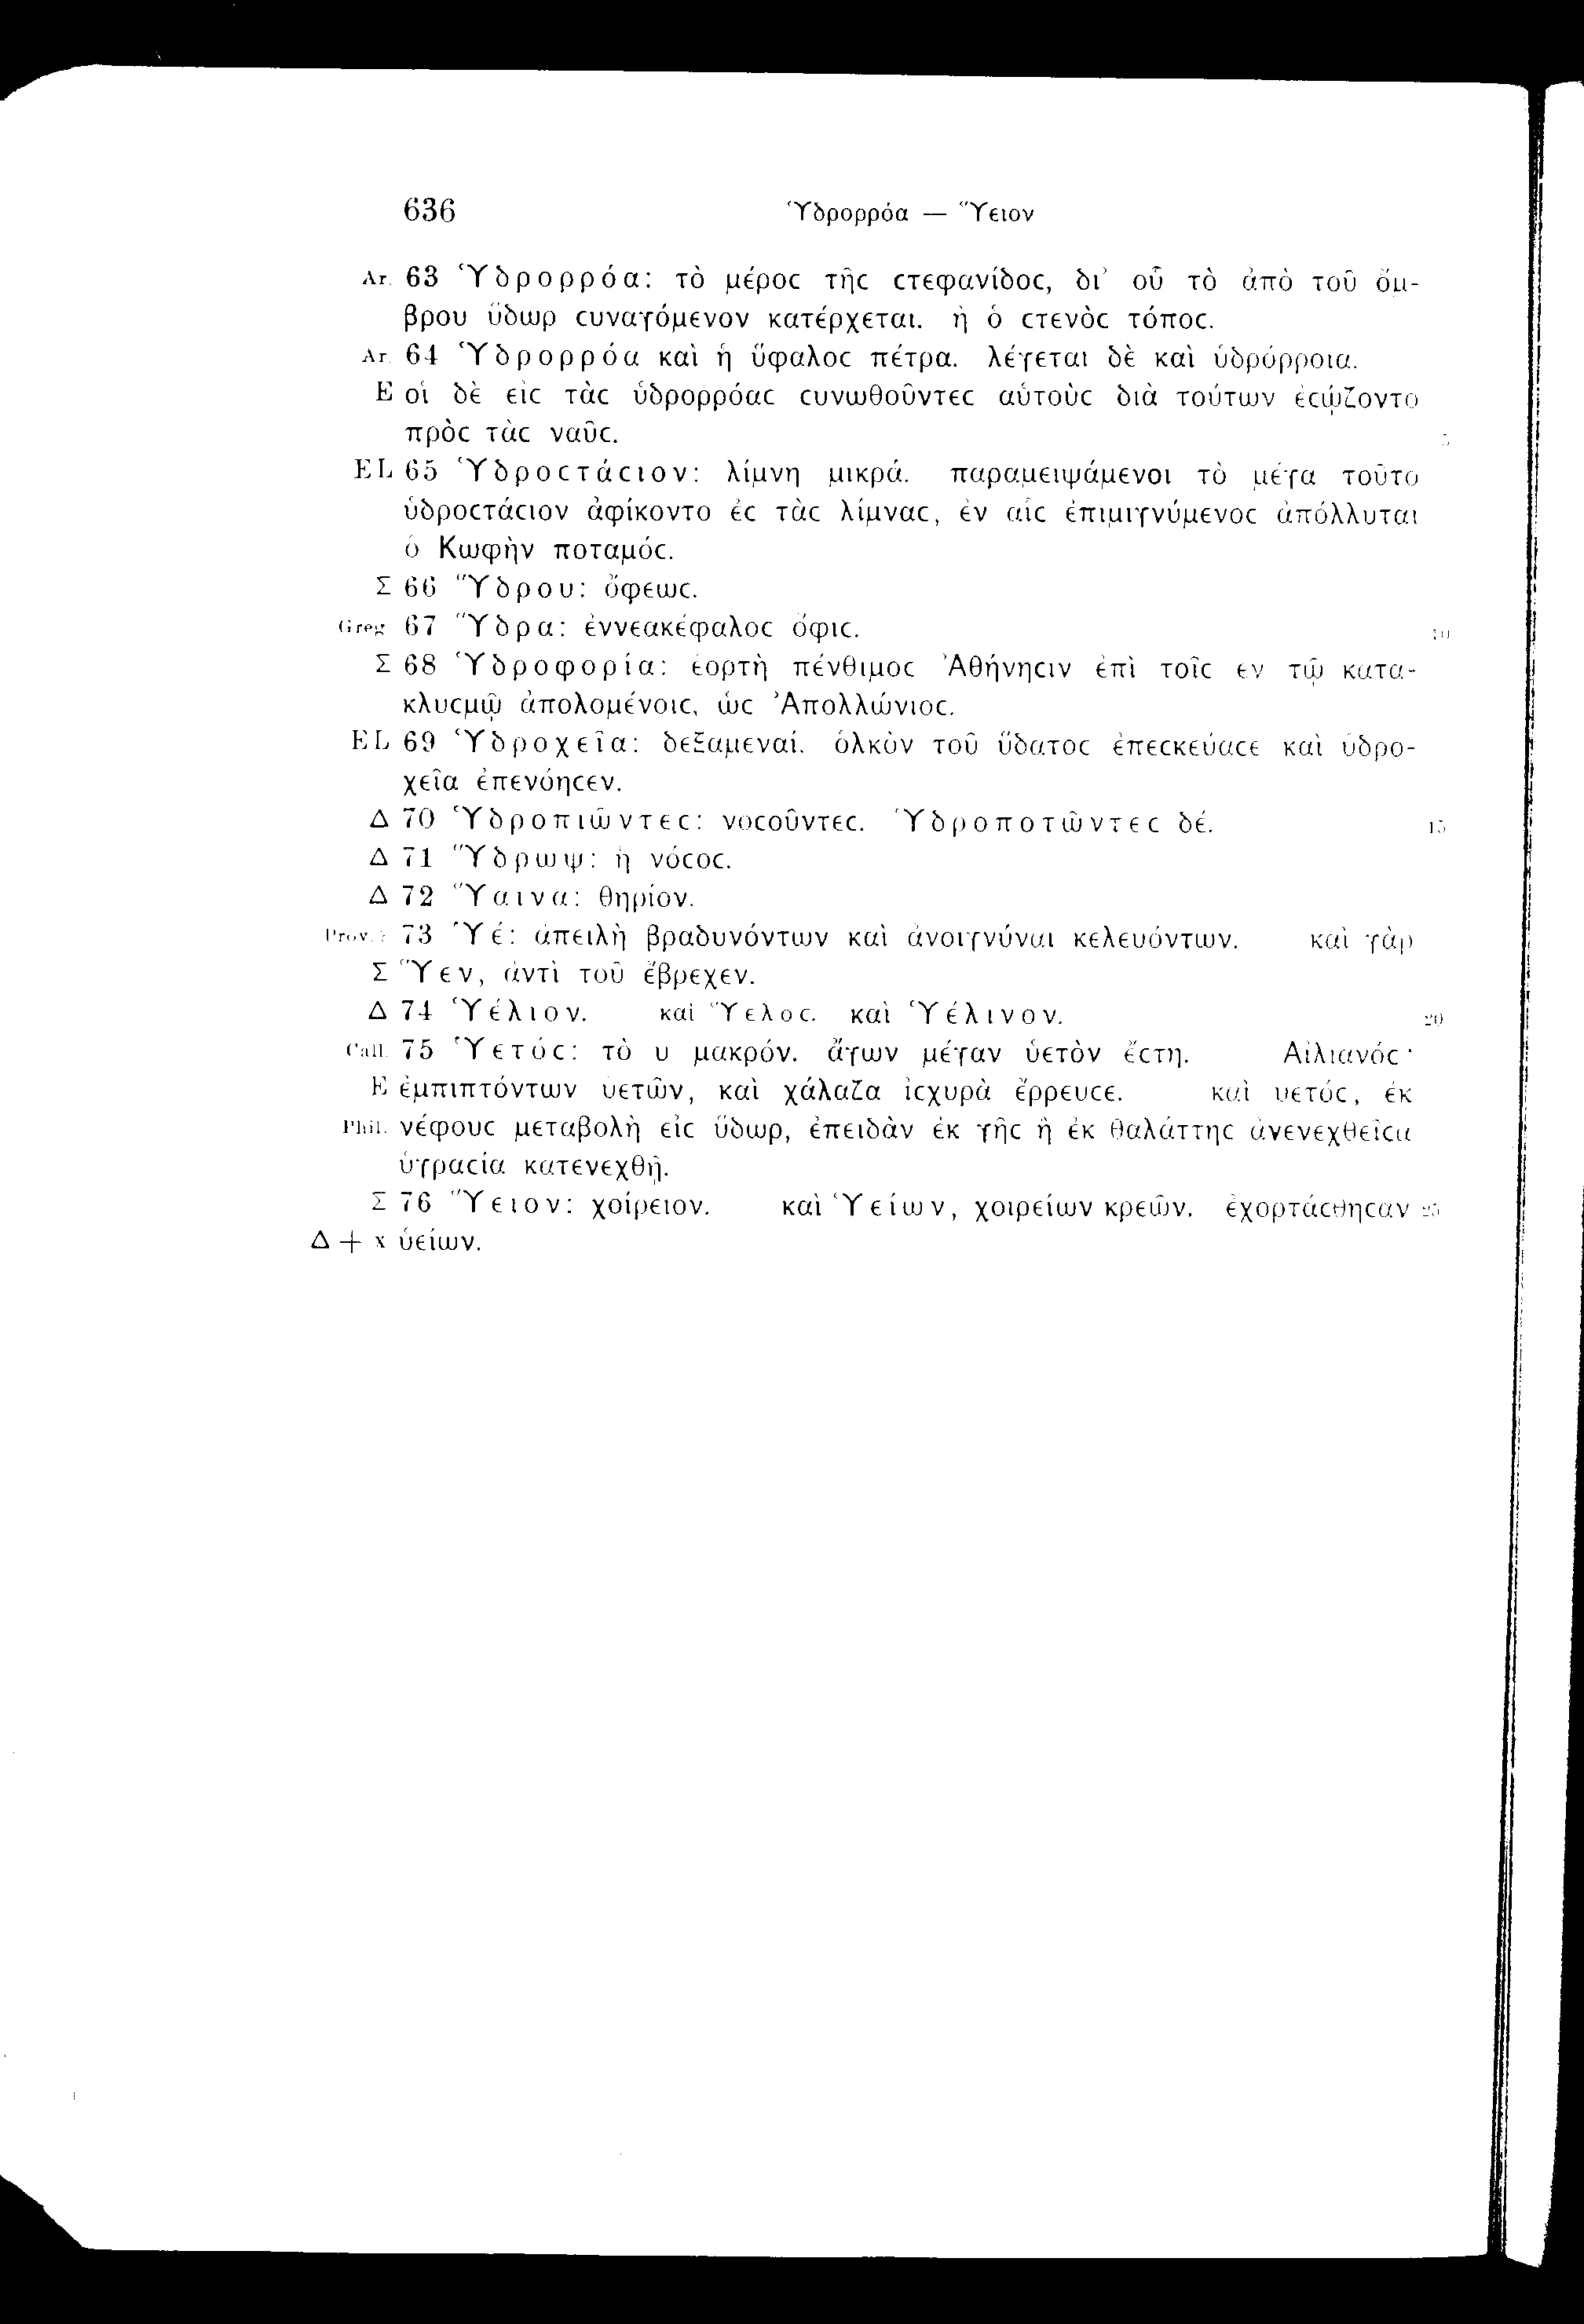 636 Ὑδρορρόα — Ὕειον
Ar. 63 Ὑδρορρόα: τὸ μέροϲ τῆϲ ϲτεφανίδοϲ, δι’ οὗ τὸ ἀπὸ τοῦ ὄμ-
βρου ὕδωρ ϲυναγόμενον κατέρχεται. ἢ ὁ ϲτενὸϲ τόποϲ.
Ar. 64 Ὑδρορρόα καὶ ἡ ὕφαλοϲ πέτρα. λέγεται δὲ καὶ ὑδρόρροια.
E οἱ δὲ εἰϲ τὰϲ ὑδρορρόαϲ ϲυνωθοῦντεϲ αὑτοὺϲ διὰ τούτων ἐϲῴζοντο
πρὸϲ τὰϲ ναῦϲ. 5
EL 65 Ὑδροϲτάϲιον: λίμνη μικρά. παραμειψάμενοι τὸ μέγα τοῦτο
ὑδροϲτάϲιον ἀφίκοντο ἐϲ τὰϲ λίμναϲ, ἐν αἷϲ ἐπιμιγνύμενοϲ ἀπόλλυται
ὁ Κωφὴν ποταμόϲ.
Σ 66 Ὕδρου: ὄφεωϲ.
Greg 67 Ὕδρα: ἐννεακέφαλοϲ ὄφιϲ. 10
Σ 68 Ὑδροφορία: ἑορτὴ πένθιμοϲ Ἀθήνηϲιν ἐπὶ τοῖϲ ἐν τῷ κατα-
κλυϲμῷ ἀπολομένοιϲ, ὡϲ Ἀπολλώνιοϲ.
EL 69 Ὑδροχεῖα: δεξαμεναί. ὁλκὸν τοῦ ὕδατοϲ ἐπεϲκεύαϲε καὶ ὑδρο-
χεῖα ἐπενόηϲεν.
Δ 70 Ὑδροπιῶντεϲ: νοϲοῦντεϲ. Ὑδροποτῶντεϲ δέ. 15
Δ 71 Ὕδρωψ: ἡ νόϲοϲ.
Δ 72 Ὕαινα: θηρίον.
Prov. 73 Ὑέ: ἀπειλὴ βραδυνόντων καὶ ἀνοιγνύναι κελευόντων. καὶ γὰρ
Σ Ὕεν, ἀντὶ τοῦ ἔβρεχεν.
Δ 74 Ὑέλιον. καὶ Ὕελοϲ. καὶ Ὑέλινον. 20
Call. 75 Ὑετόϲ: τὸ υ μακρόν. ἄγων μέγαν ὑετὸν ἔϲτη. Αἰλιανόϲ·
E ἐμπιπτόντων ὑετῶν, καὶ χάλαζα ἰϲχυρὰ ἔρρευϲε. καὶ ὑετόϲ, ἐκ
Phil. νέφουϲ μεταβολὴ εἰϲ ὕδωρ, ἐπειδὰν ἐκ γῆϲ ἢ ἐκ θαλάττηϲ ἀνενεχθεῖϲα
ὑγραϲία κατενεχθῇ.
Σ 76 Ὕειον: χοίρειον. καὶ Ὑείων, χοιρείων κρεῶν. ἐχορτάϲθηϲαν 25
Δ + x ὑείων.